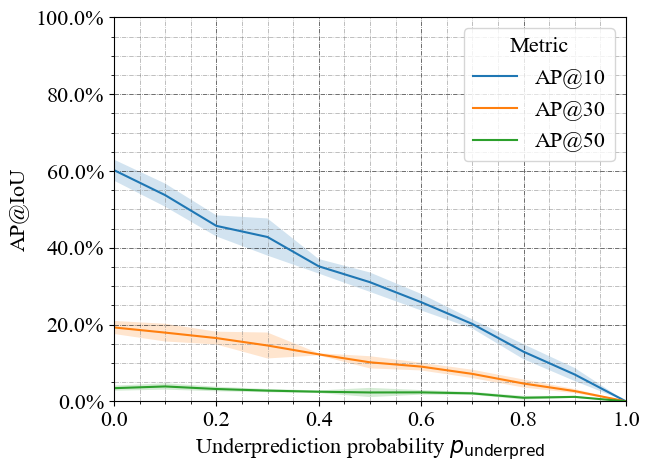 100.0%
80.0%
60.0%
40.0%
20.0%
0.0%
AP@IoU
Metric
AP@10
AP@30
AP@50
0.0 0.2 0.4 0.6 0.8 1.0
Underprediction probability p_underpred